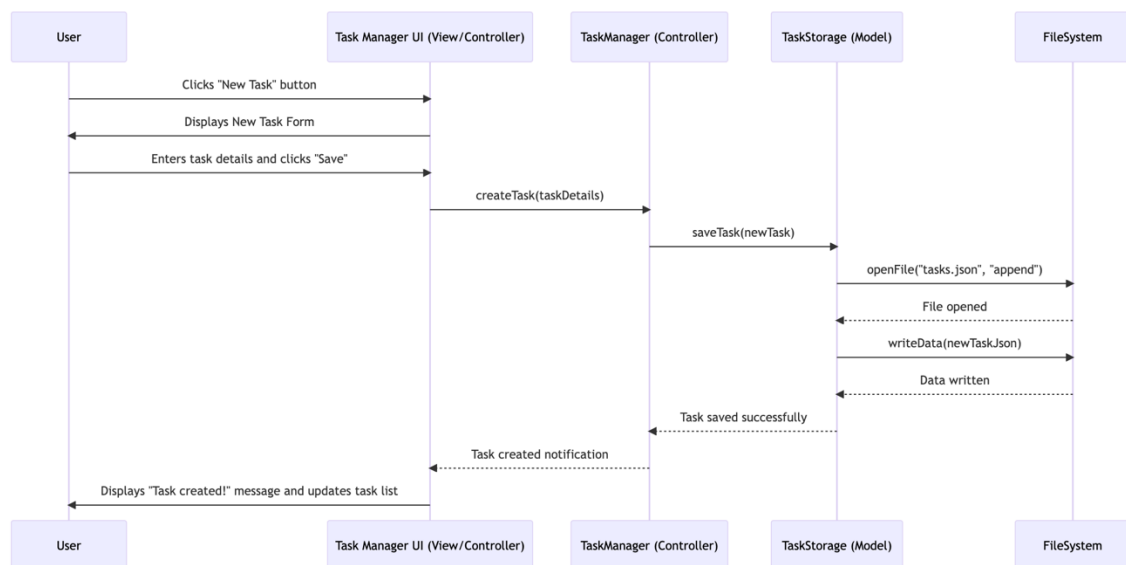 User
Task Manager UI (View/Controller)
TaskManager (Controller)
TaskStorage (Model)
FileSystem
Clicks "New Task" button
Displays New Task Form
Enters task details and clicks "Save"
createTask(taskDetails)
saveTask(newTask)
openFile("tasks.json", "append")
File opened
writeData(newTaskJson)
Data written
Task saved successfully
Task created notification
Displays "Task created!" message and updates task list
User
Task Manager UI (View/Controller)
TaskManager (Controller)
TaskStorage (Model)
FileSystem